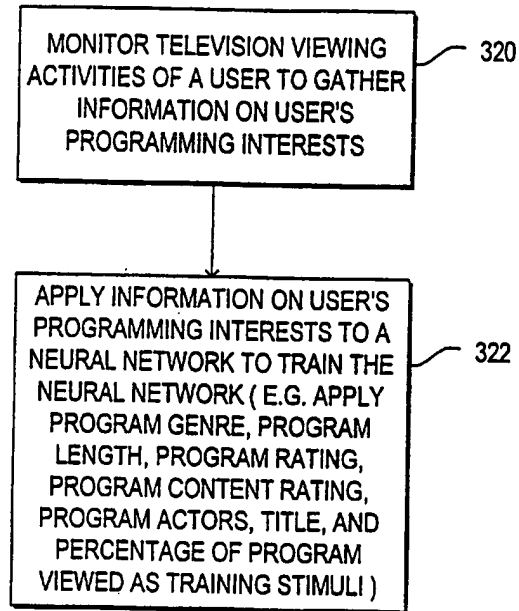 MONITOR TELEVISION VIEWING
ACTIVITIES OF A USER TO GATHER
INFORMATION ON USER'S
PROGRAMMING INTERESTS
320
APPLY INFORMATION ON USER'S
PROGRAMMING INTERESTS TO A
NEURAL NETWORK TO TRAIN THE
NEURAL NETWORK ( E.G. APPLY
PROGRAM GENRE, PROGRAM
LENGTH, PROGRAM RATING,
PROGRAM CONTENT RATING,
PROGRAM ACTORS, TITLE, AND
PERCENTAGE OF PROGRAM
VIEWED AS TRAINING STIMULI )
322